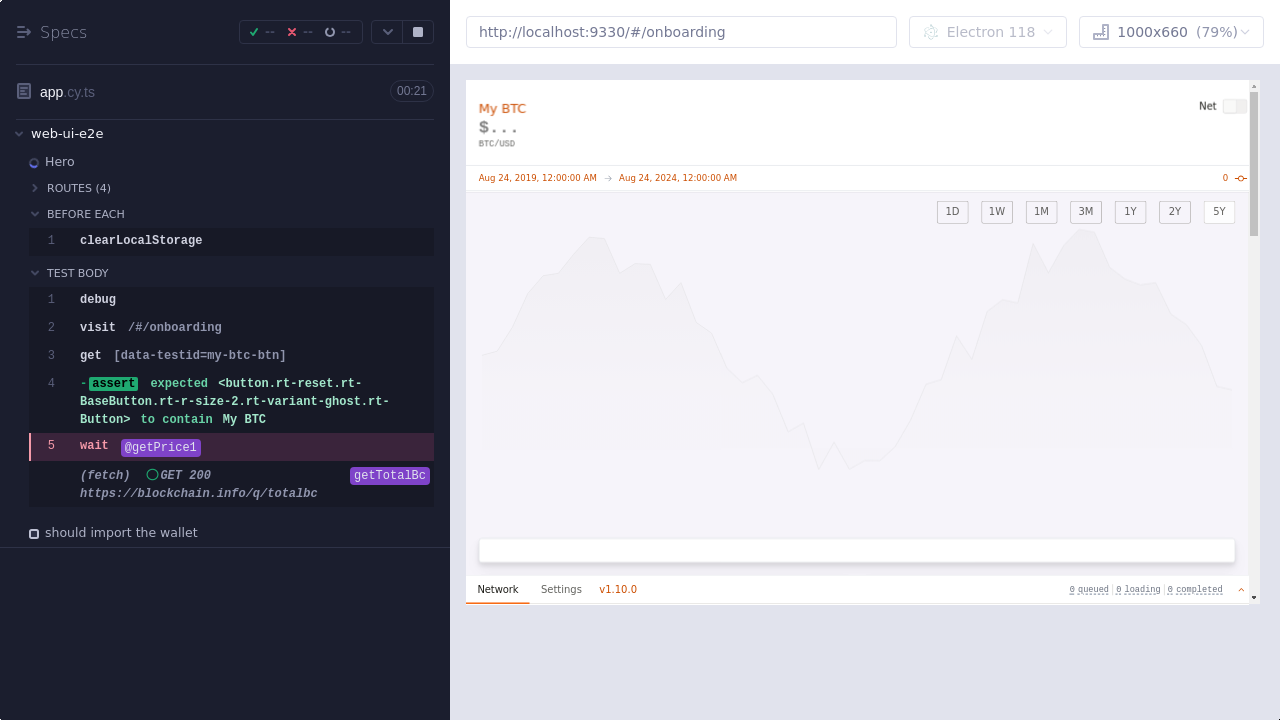 Specs
-- -- --
app.cy.ts
00:21
web-ui-e2e
Hero
ROUTES (4)
BEFORE EACH
1 clearLocalStorage
TEST BODY
1 debug
2 visit /#/onboarding
3 get [data-testid=my-btc-btn]
4 -assert expected <button.rt-reset.rt-
BaseButton.rt-r-size-2.rt-variant-ghost.rt-
Button> to contain My BTC
5 wait @getPrice1
(fetch) GET 200 getTotalBc
https://blockchain.info/q/totalbc
should import the wallet
http://localhost:9330/#/onboarding
Electron 118
1000x660 (79%)
My BTC
Net
$...
BTC/USD
Aug 24, 2019, 12:00:00 AM → Aug 24, 2024, 12:00:00 AM
0
1D 1W 1M 3M 1Y 2Y 5Y
Network Settings v1.10.0
0 queued 0 loading 0 completed